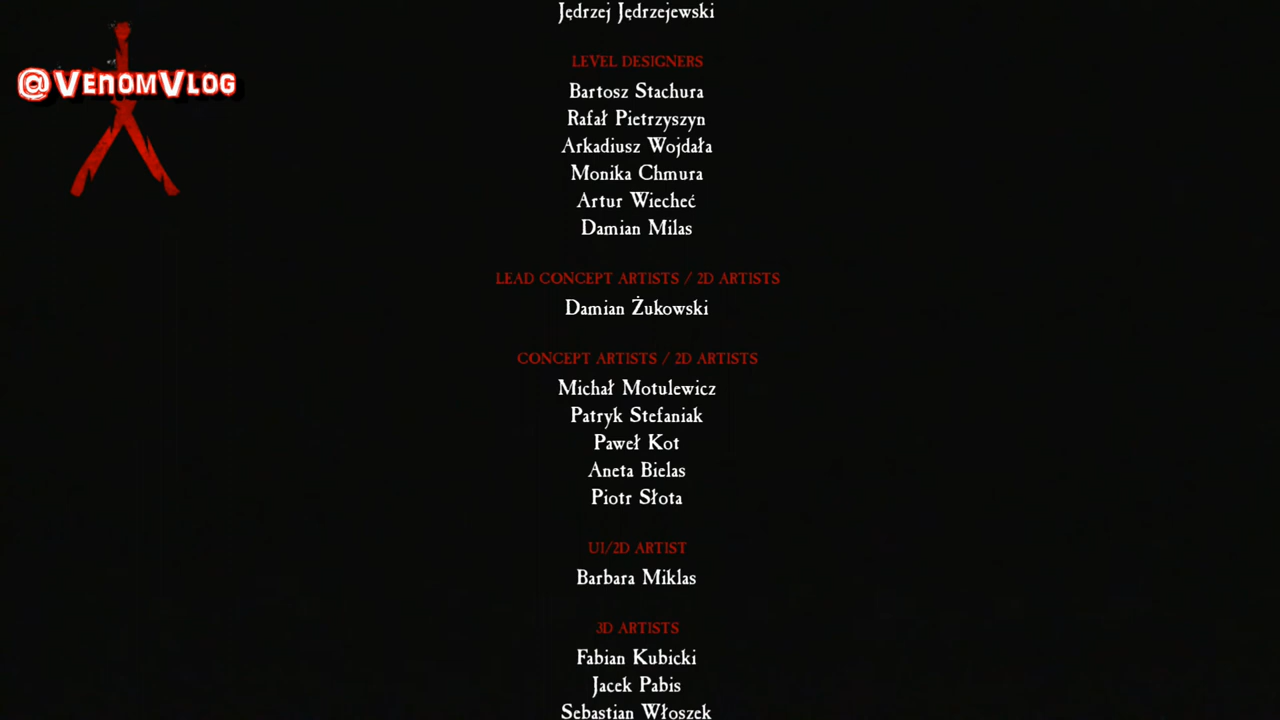 Jędrzej Jędrzejewski
@VenomVlog
LEVEL DESIGNERS
Bartosz Stachura
Rafał Pietrzyszyn
Arkadiusz Wojdała
Monika Chmura
Artur Wiecheć
Damian Milas
LEAD CONCEPT ARTISTS / 2D ARTISTS
Damian Żukowski
CONCEPT ARTISTS / 2D ARTISTS
Michał Motulewicz
Patryk Stefaniak
Paweł Kot
Aneta Bielas
Piotr Słota
UI/2D ARTIST
Barbara Miklas
3D ARTISTS
Fabian Kubicki
Jacek Pabis
Sebastian Włoszek